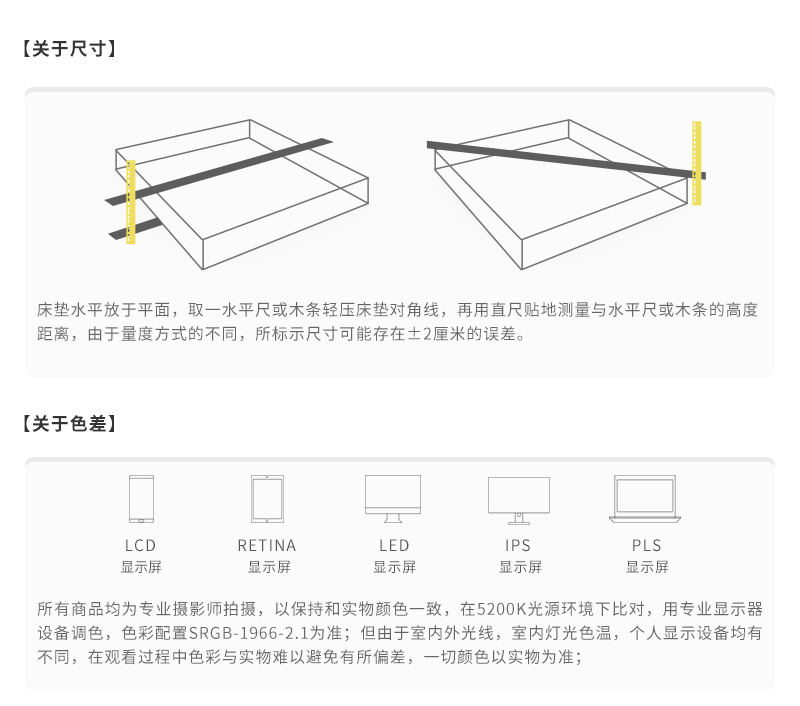 【关于尺寸】
床垫水平放于平面，取一水平尺或木条轻压床垫对角线，再用直尺贴地测量与水平尺或木条的高度
距离，由于量度方式的不同，所标示尺寸可能存在±2厘米的误差。
【关于色差】
LCD RETINA LED IPS PLS
显示屏 显示屏 显示屏 显示屏 显示屏
所有商品均为专业摄影师拍摄，以保持和实物颜色一致，在5200K光源环境下比对，用专业显示器
设备调色，色彩配置SRGB-1966-2.1为准；但由于室内外光线，室内灯光色温，个人显示设备均有
不同，在观看过程中色彩与实物难以避免有所偏差，一切颜色以实物为准；